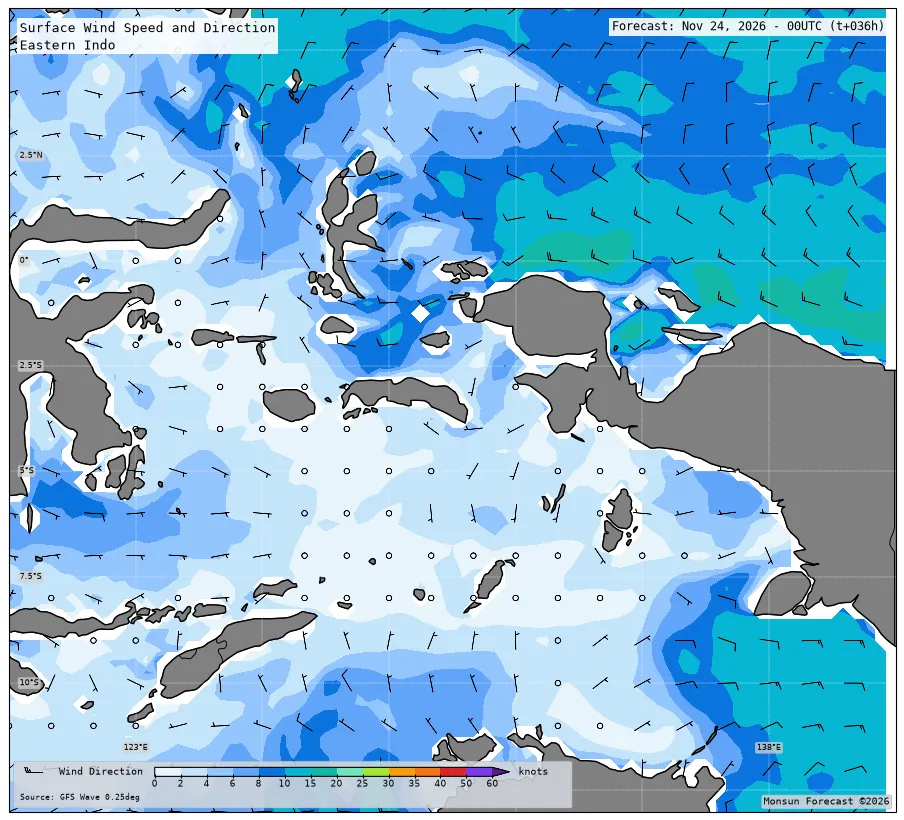 Surface Wind Speed and Direction
Eastern Indo
Forecast: Nov 24, 2026 - 00UTC (t+036h)
2.5°N
0°
2.5°S
5°S
7.5°S
10°S
123°E
138°E
Wind Direction
0 2 4 6 8 10 15 20 25 30 35 40 50 60
knots
Source: GFS Wave 0.25deg
Monsun Forecast ©2026